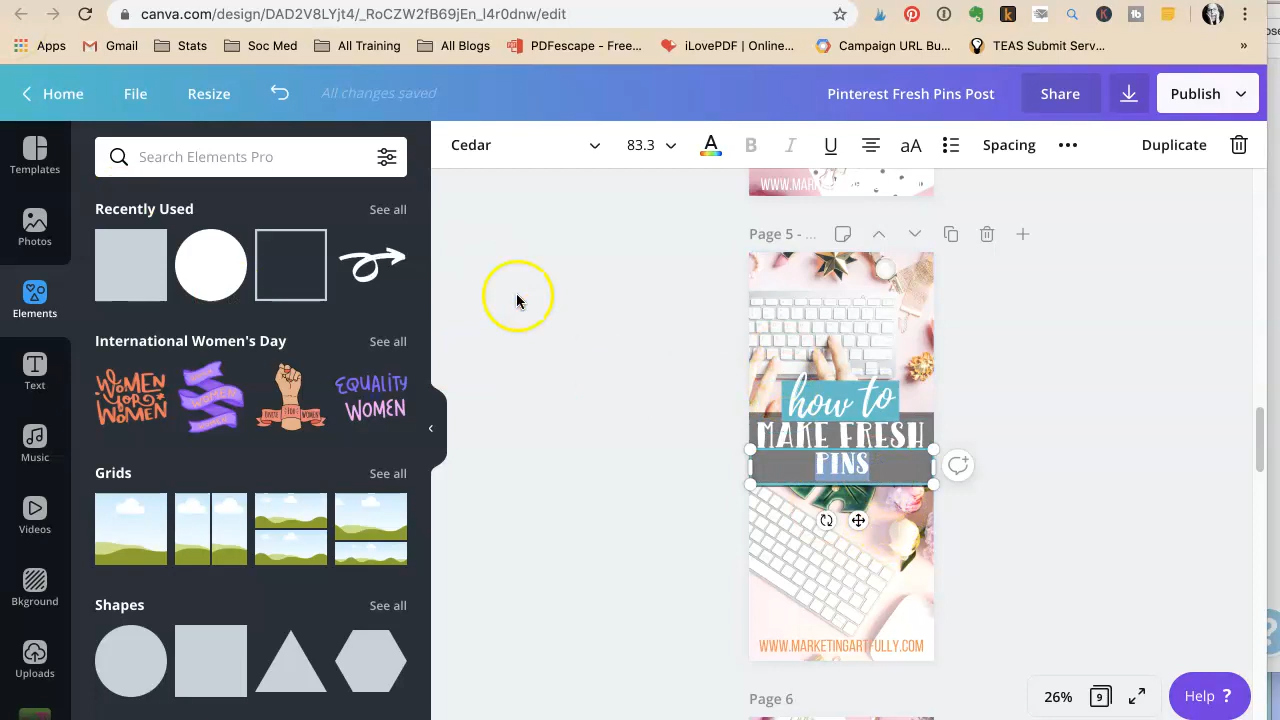 canva.com/design/DAD2V8LYjt4/_RoCZW2fB69jEn_l4r0dnw/edit
Apps Gmail Stats Soc Med All Training All Blogs PDFescape - Free... iLovePDF | Online... Campaign URL Bu... TEAS Submit Serv... »
Home File Resize All changes saved Pinterest Fresh Pins Post Share Publish
Cedar 83.3 A B I U aA Spacing ••• Duplicate
Templates
Photos
Elements
Text
Music
Videos
Bkground
Uploads
Search Elements Pro
Recently Used See all
International Women's Day See all
WOMEN FOR WOMEN
EQUALITY WOMEN
Grids See all
Shapes See all
Page 5 - ...
how to
MAKE FRESH
PINS
WWW.MARKETINGARTFULLY.COM
Page 6
26% 9 Help ?